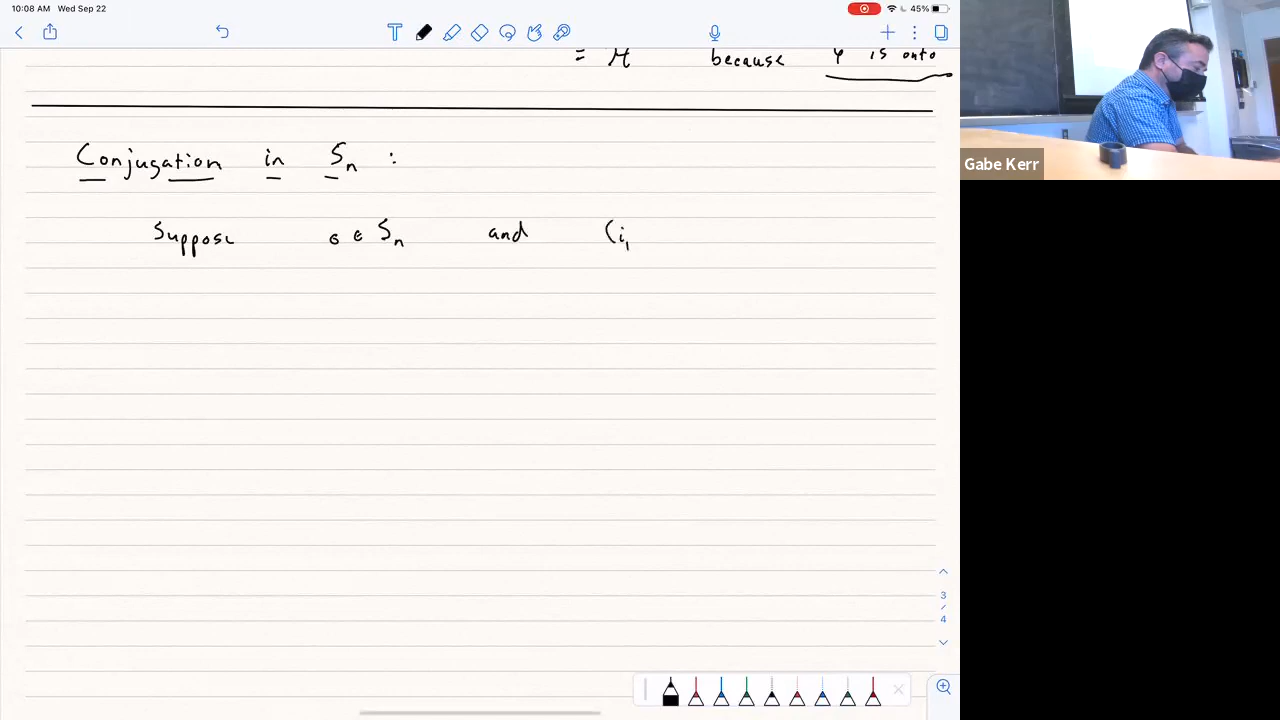 10:08 AM Wed Sep 22
45%
= because φ is onto
Conjugation in Sn :
Suppose σ ∈ Sn and (i1
3
/
4
Gabe Kerr